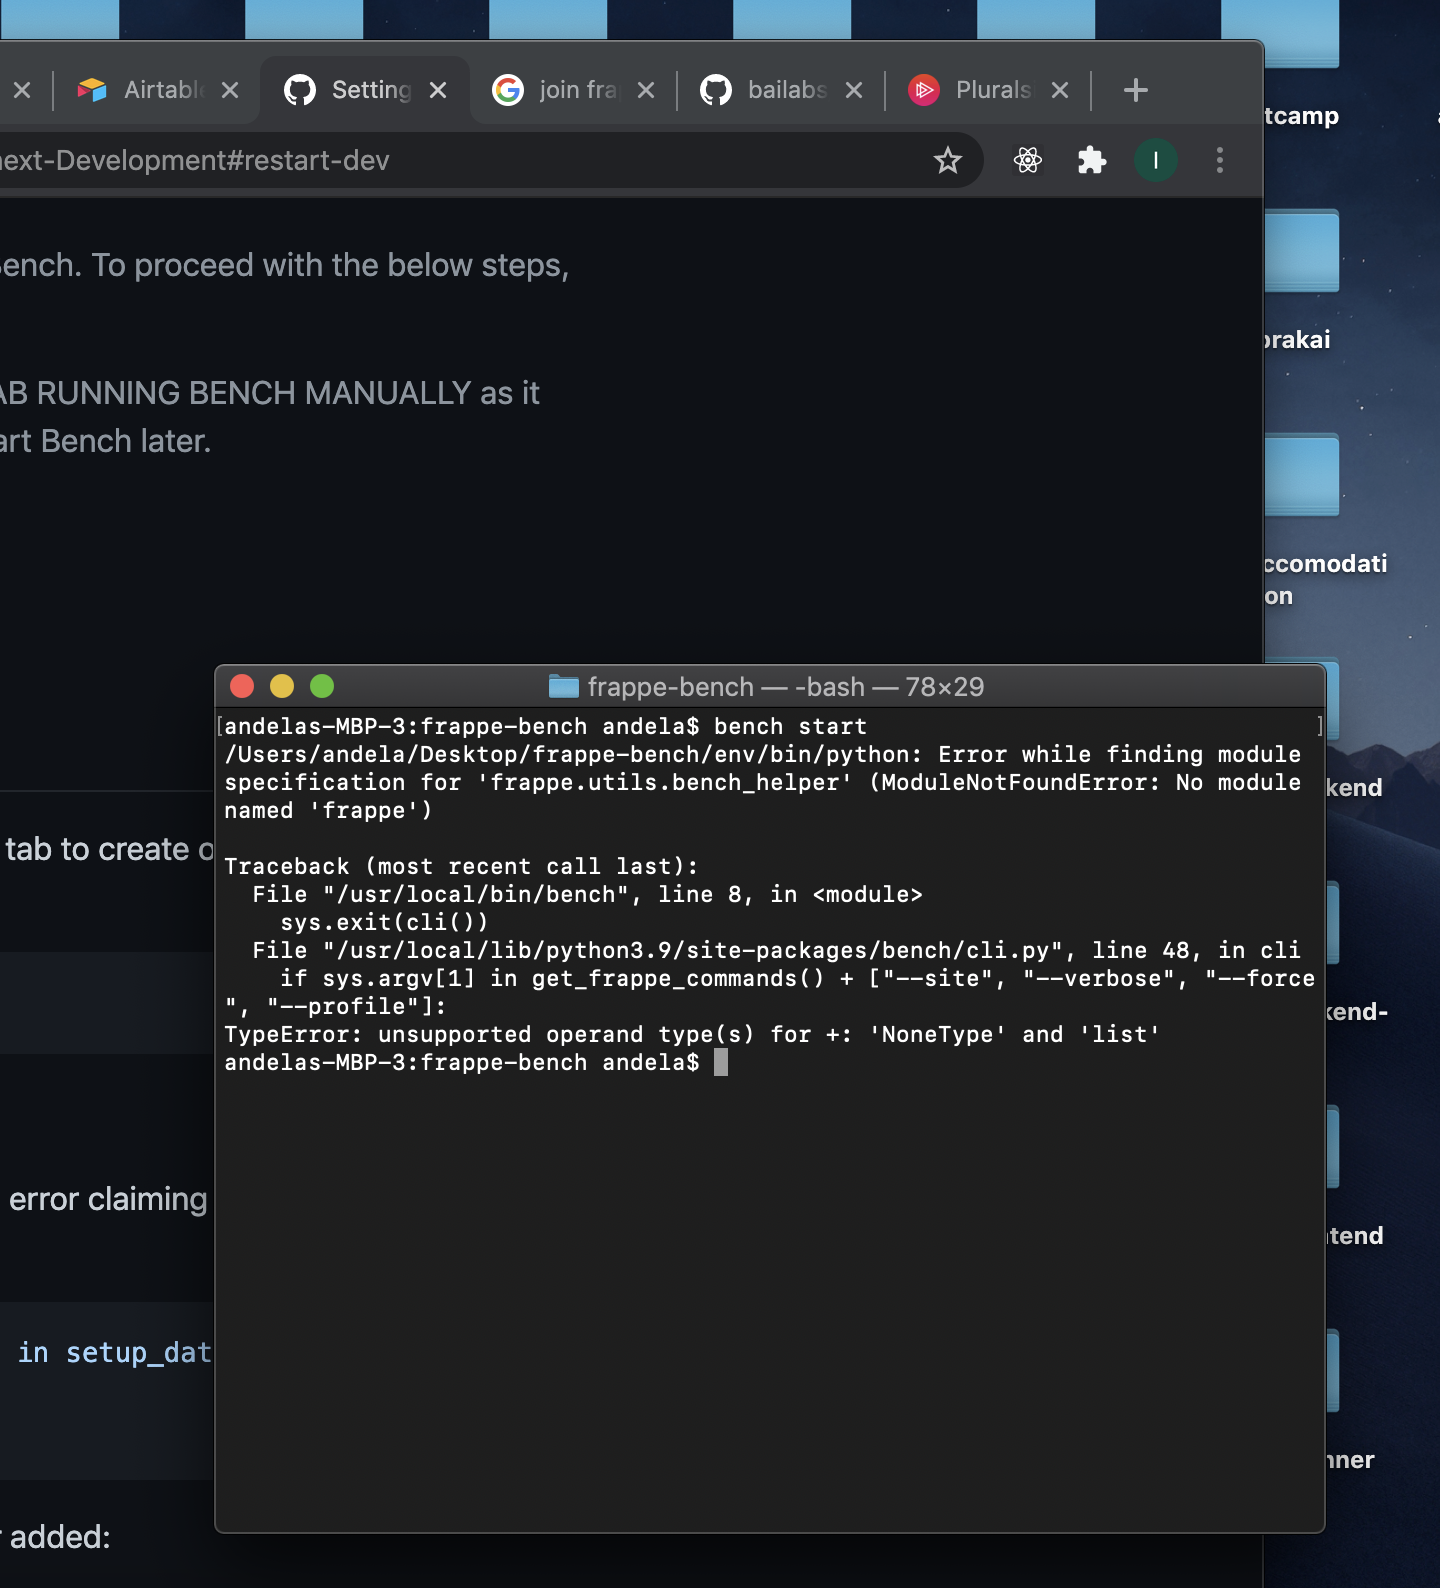 Airtable
Setting
join fra
bailabs
Plurals
next-Development#restart-dev
I
Bench. To proceed with the below steps,
AB RUNNING BENCH MANUALLY as it
art Bench later.
tcamp
prakai
ccomodati
on
frappe-bench — -bash — 78×29
[andelas-MBP-3:frappe-bench andela$ bench start ]
/Users/andela/Desktop/frappe-bench/env/bin/python: Error while finding module
specification for 'frappe.utils.bench_helper' (ModuleNotFoundError: No module
named 'frappe')
Traceback (most recent call last):
  File "/usr/local/bin/bench", line 8, in <module>
    sys.exit(cli())
  File "/usr/local/lib/python3.9/site-packages/bench/cli.py", line 48, in cli
    if sys.argv[1] in get_frappe_commands() + ["--site", "--verbose", "--force
", "--profile"]:
TypeError: unsupported operand type(s) for +: 'NoneType' and 'list'
andelas-MBP-3:frappe-bench andela$
kend
tab to create o
kend-
error claiming
tend
in setup_dat
nner
added: